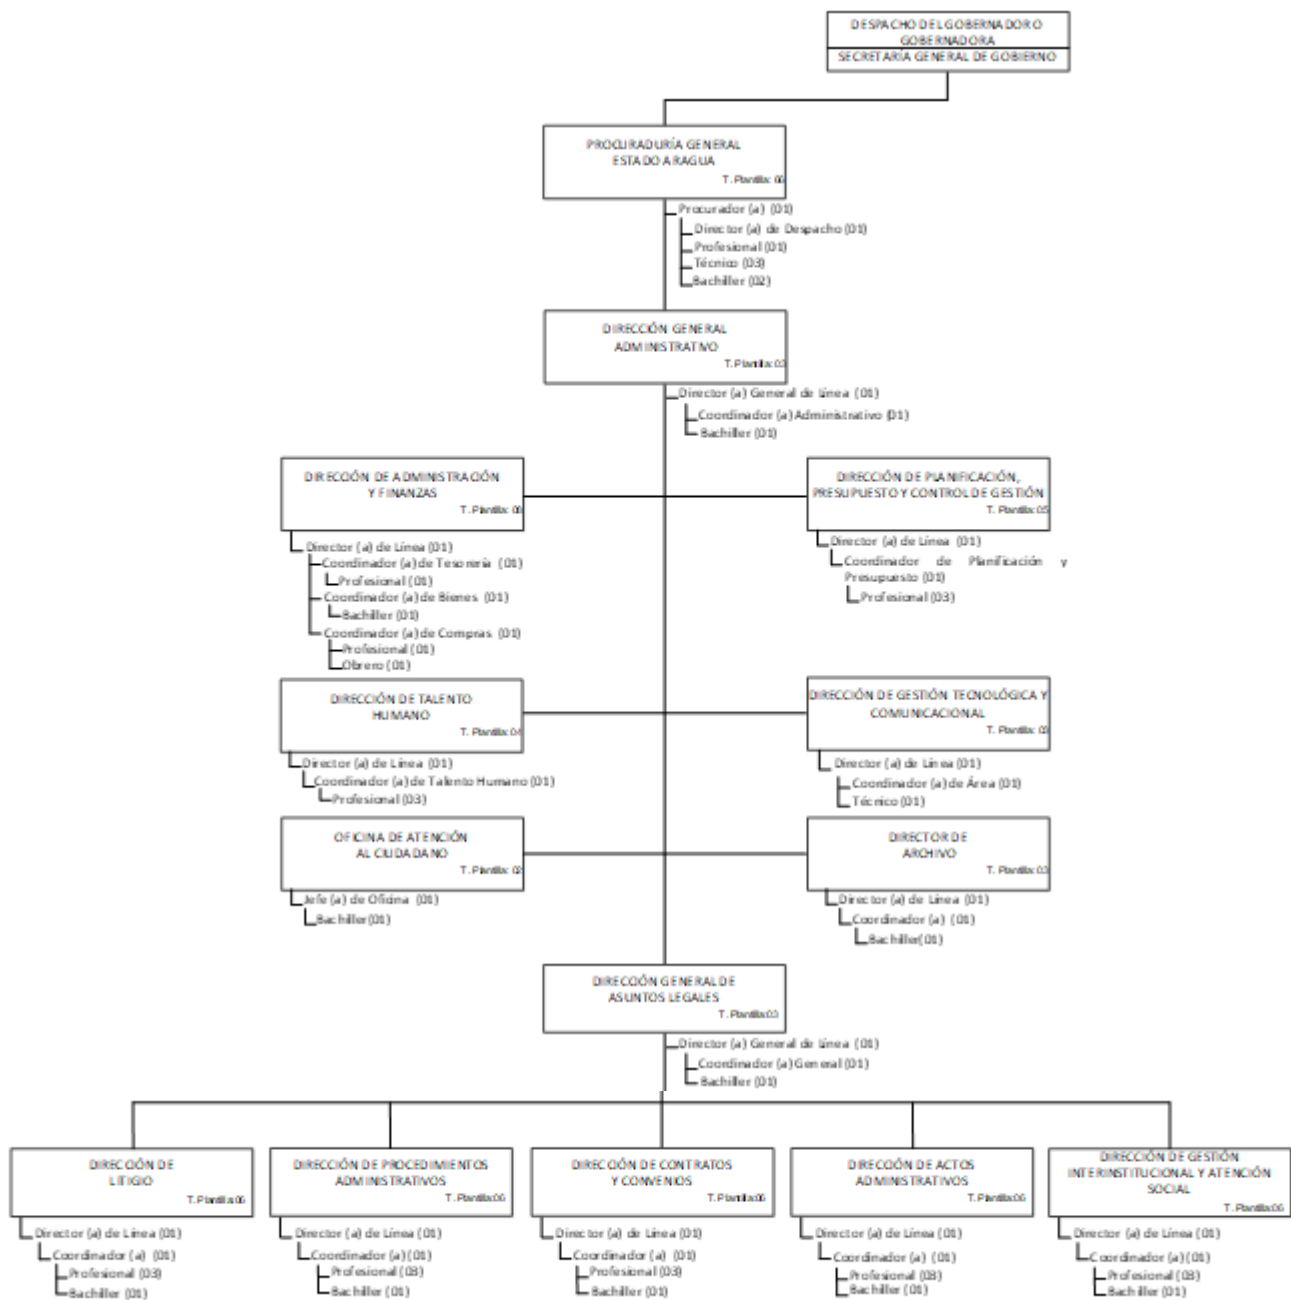 DESPACHO DEL GOBERNADOR O
GOBERNADORA
SECRETARÍA GENERAL DE GOBIERNO
PROCURADURÍA GENERAL
ESTADO ARAGUA
T. Plantilla: 06
Procurador (a) (01)
Director (a) de Despacho (01)
Profesional (01)
Técnico (03)
Bachiller (02)
DIRECCIÓN GENERAL
ADMINISTRATIVO
T. Plantilla: 03
Director (a) General de Línea (01)
Coordinador (a) Administrativo (01)
Bachiller (01)
DIRECCIÓN DE ADMINISTRACIÓN
Y FINANZAS
T. Plantilla:
Director (a) de Línea (01)
Coordinador (a) de Tesorería (01)
Profesional (01)
Coordinador (a) de Bienes (01)
Bachiller (01)
Coordinador (a) de Compras (01)
Profesional (01)
Obrero (01)
DIRECCIÓN DE PLANIFICACIÓN,
PRESUPUESTO Y CONTROL DE GESTIÓN
T. Plantilla: 05
Director (a) de Línea (01)
Coordinador de Planificación y
Presupuesto (01)
Profesional (03)
DIRECCIÓN DE TALENTO
HUMANO
T. Plantilla: 04
Director (a) de Línea (01)
Coordinador (a) de Talento Humano (01)
Profesional (03)
DIRECCIÓN DE GESTIÓN TECNOLÓGICA Y
COMUNICACIONAL
T. Plantilla:
Director (a) de Línea (01)
Coordinador (a) de Área (01)
Técnico (01)
OFICINA DE ATENCIÓN
AL CIUDADANO
T. Plantilla: 02
Jefe (a) de Oficina (01)
Bachiller(01)
DIRECTOR DE
ARCHIVO
T. Plantilla: 03
Director (a) de Línea (01)
Coordinador (a) (01)
Bachiller(01)
DIRECCIÓN GENERAL DE
ASUNTOS LEGALES
T. Plantilla:03
Director (a) General de Línea (01)
Coordinador (a) General (01)
Bachiller (01)
DIRECCIÓN DE
LITIGIO
T. Plantilla:06
Director (a) de Línea (01)
Coordinador (a) (01)
Profesional (03)
Bachiller (01)
DIRECCIÓN DE PROCEDIMIENTOS
ADMINISTRATIVOS
T. Plantilla:06
Director (a) de Línea (01)
Coordinador (a) (01)
Profesional (03)
Bachiller (01)
DIRECCIÓN DE CONTRATOS
Y CONVENIOS
T. Plantilla:06
Director (a) de Línea (01)
Coordinador (a) (01)
Profesional (03)
Bachiller (01)
DIRECCIÓN DE ACTOS
ADMINISTRATIVOS
T. Plantilla:06
Director (a) de Línea (01)
Coordinador (a) (01)
Profesional (03)
Bachiller (01)
DIRECCIÓN DE GESTIÓN
INTERINSTITUCIONAL Y ATENCIÓN
SOCIAL
T. Plantilla:06
Director (a) de Línea (01)
Coordinador (a) (01)
Profesional (03)
Bachiller (01)